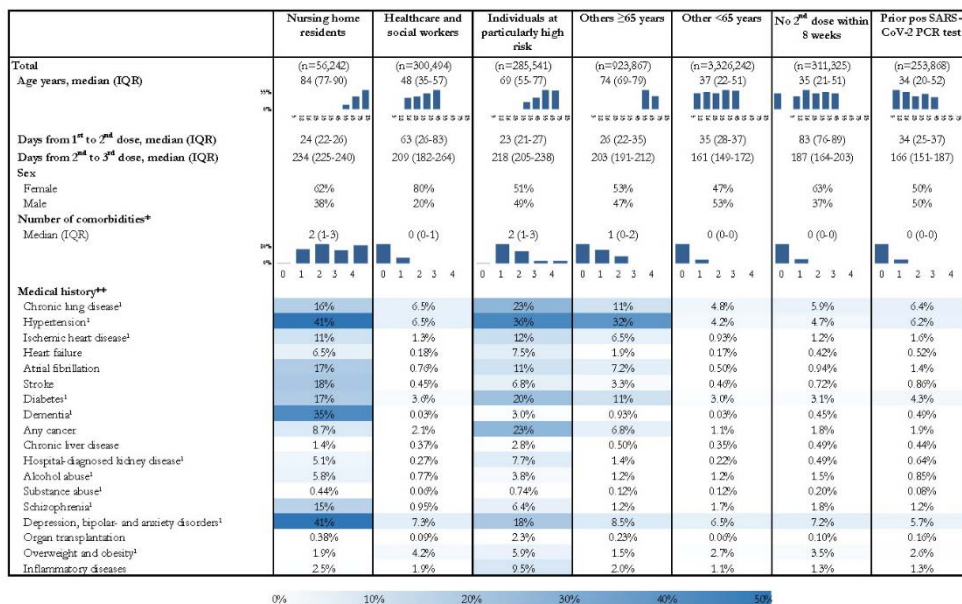 Nursing home residents Healthcare and social workers Individuals at particularly high risk Others ≥65 years Other <65 years No 2nd dose within 8 weeks Prior pos SARS-CoV-2 PCR test
Total (n=56,242) (n=300,494) (n=285,541) (n=923,867) (n=3,326,242) (n=311,325) (n=253,868)
Age years, median (IQR) 84 (77-90) 48 (35-57) 69 (55-77) 74 (69-79) 37 (22-51) 35 (21-51) 34 (20-52)
0%
Days from 1st to 2nd dose, median (IQR) 24 (22-26) 63 (26-83) 23 (21-27) 26 (22-35) 35 (28-37) 83 (76-89) 34 (25-37)
Days from 2nd to 3rd dose, median (IQR) 234 (225-240) 209 (182-264) 218 (205-238) 203 (191-212) 161 (149-172) 187 (164-203) 166 (151-187)
Sex
Female 62% 80% 51% 53% 47% 63% 50%
Male 38% 20% 49% 47% 53% 37% 50%
Number of comorbidities*
Median (IQR) 2 (1-3) 0 (0-1) 2 (1-3) 1 (0-2) 0 (0-0) 0 (0-0) 0 (0-0)
0%
0 1 2 3 4 0 1 2 3 4 0 1 2 3 4 0 1 2 3 4 0 1 2 3 4 0 1 2 3 4 0 1 2 3 4
Medical history**
Chronic lung disease¹ 16% 6.5% 23% 11% 4.8% 5.9% 6.4%
Hypertension¹ 41% 6.5% 36% 32% 4.2% 4.7% 6.2%
Ischemic heart disease¹ 11% 1.3% 12% 6.5% 0.93% 1.2% 1.6%
Heart failure 6.5% 0.18% 7.5% 1.9% 0.17% 0.42% 0.52%
Atrial fibrillation 17% 0.76% 11% 7.2% 0.50% 0.94% 1.4%
Stroke 18% 0.45% 6.8% 3.3% 0.46% 0.72% 0.86%
Diabetes¹ 17% 3.6% 20% 11% 3.0% 3.1% 4.3%
Dementia¹ 35% 0.03% 3.0% 0.93% 0.03% 0.45% 0.49%
Any cancer 8.7% 2.1% 23% 6.8% 1.1% 1.8% 1.9%
Chronic liver disease 1.4% 0.37% 2.8% 0.50% 0.35% 0.49% 0.44%
Hospital-diagnosed kidney disease¹ 5.1% 0.27% 7.7% 1.4% 0.22% 0.49% 0.64%
Alcohol abuse¹ 5.8% 0.77% 3.8% 1.2% 1.2% 1.5% 0.85%
Substance abuse¹ 0.44% 0.06% 0.74% 0.12% 0.12% 0.20% 0.08%
Schizophrenia¹ 15% 0.95% 6.4% 1.2% 1.7% 1.8% 1.2%
Depression, bipolar- and anxiety disorders¹ 41% 7.3% 18% 8.5% 6.5% 7.2% 5.7%
Organ transplantation 0.38% 0.09% 2.3% 0.23% 0.06% 0.10% 0.16%
Overweight and obesity¹ 1.9% 4.2% 5.9% 1.5% 2.7% 3.5% 2.6%
Inflammatory diseases 2.5% 1.9% 9.5% 2.0% 1.1% 1.3% 1.3%
0% 10% 20% 30% 40% 50%